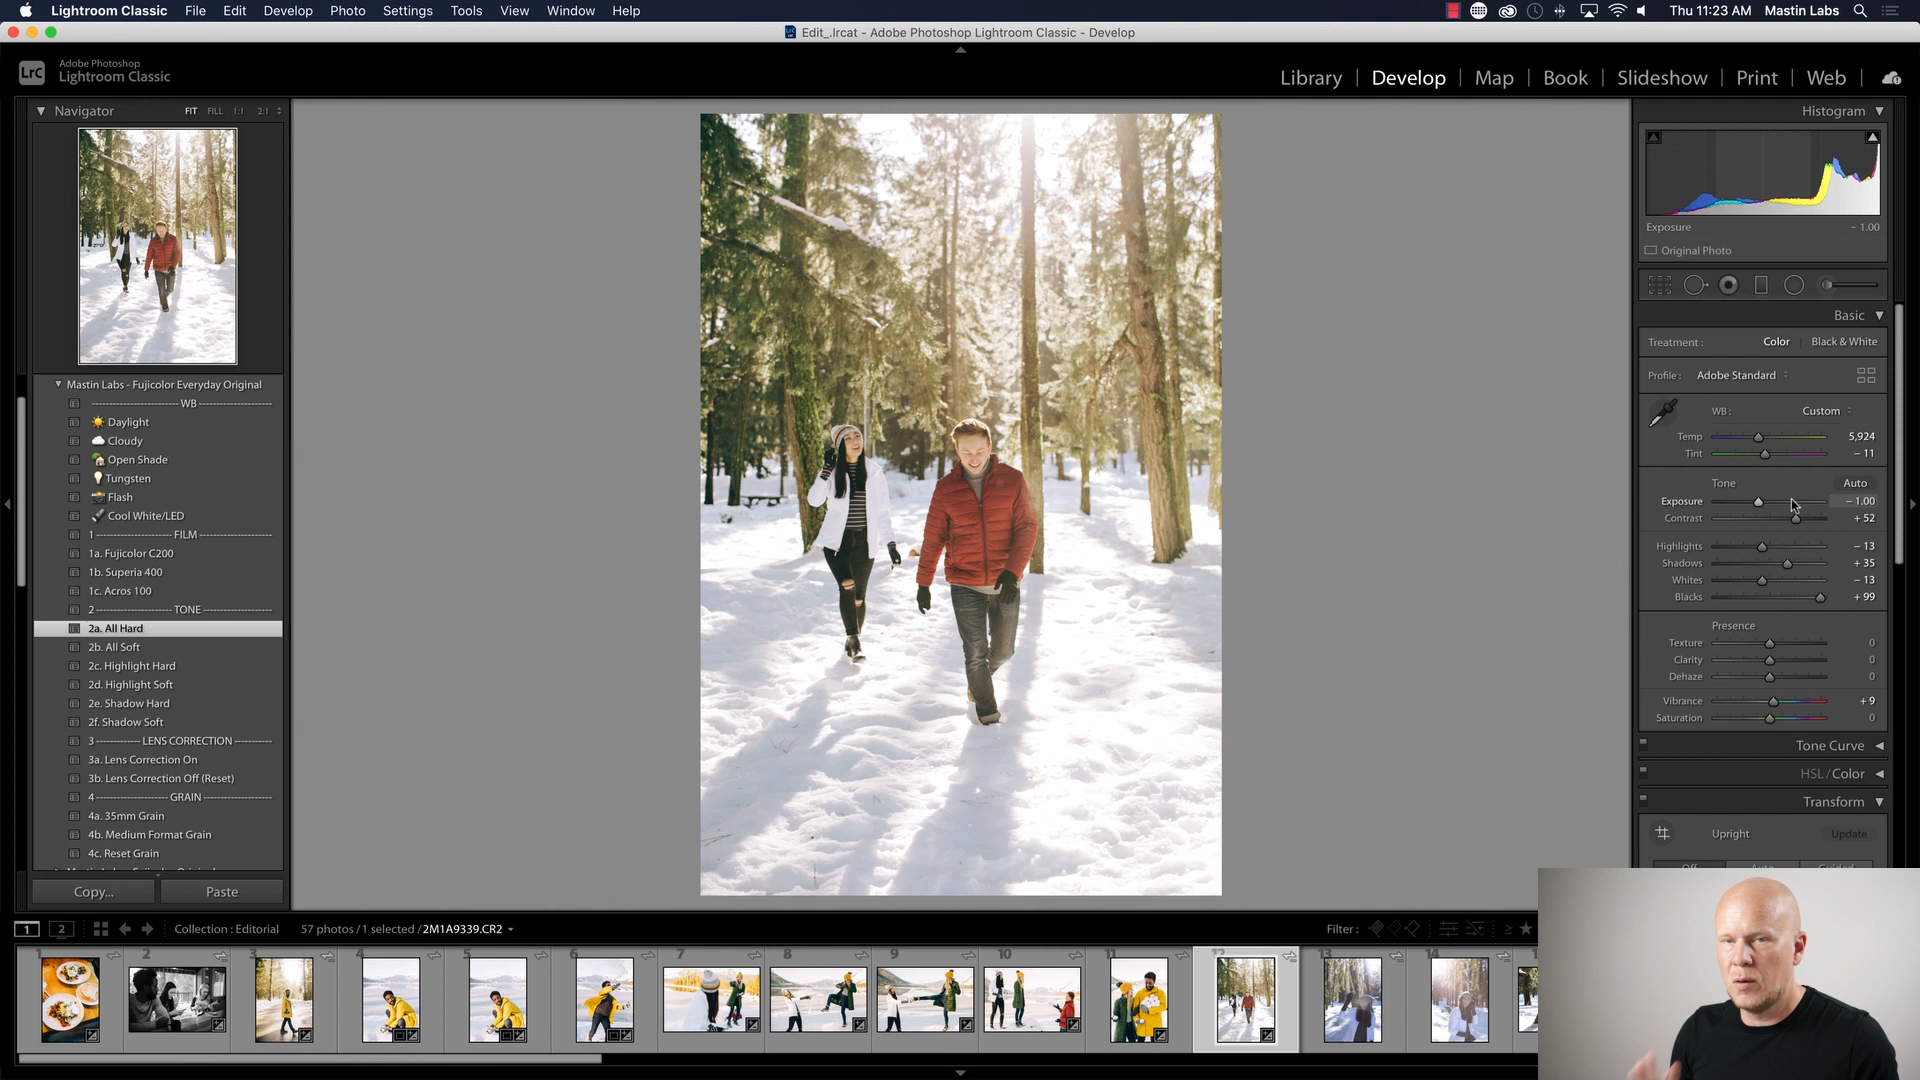 Lightroom Classic File Edit Develop Photo Settings Tools View Window Help Thu 11:23 AM Mastin Labs
Edit_.lrcat - Adobe Photoshop Lightroom Classic - Develop
LrC
Adobe Photoshop
Lightroom Classic
Library | Develop | Map | Book | Slideshow | Print | Web
Navigator FIT FILL 1:1 2:1
Mastin Labs - Fujicolor Everyday Original
WB
Daylight
Cloudy
Open Shade
Tungsten
Flash
Cool White/LED
1 FILM
1a. Fujicolor C200
1b. Superia 400
1c. Acros 100
2 TONE
2a. All Hard
2b. All Soft
2c. Highlight Hard
2d. Highlight Soft
2e. Shadow Hard
2f. Shadow Soft
3 LENS CORRECTION
3a. Lens Correction On
3b. Lens Correction Off (Reset)
4 GRAIN
4a. 35mm Grain
4b. Medium Format Grain
4c. Reset Grain
Copy... Paste
Histogram
Exposure - 1.00
Original Photo
Basic
Treatment : Color Black & White
Profile : Adobe Standard
WB : Custom
Temp 5,924
Tint - 11
Tone Auto
Exposure - 1.00
Contrast + 52
Highlights - 13
Shadows + 35
Whites - 13
Blacks + 99
Presence
Texture 0
Clarity 0
Dehaze 0
Vibrance + 9
Saturation 0
Tone Curve
HSL / Color
Transform
Upright Update
1 2 Collection : Editorial 57 photos / 1 selected / 2M1A9339.CR2 Filter : ≥ ★
1 2 3 4 5 6 7 8 9 10 11 12 13 14